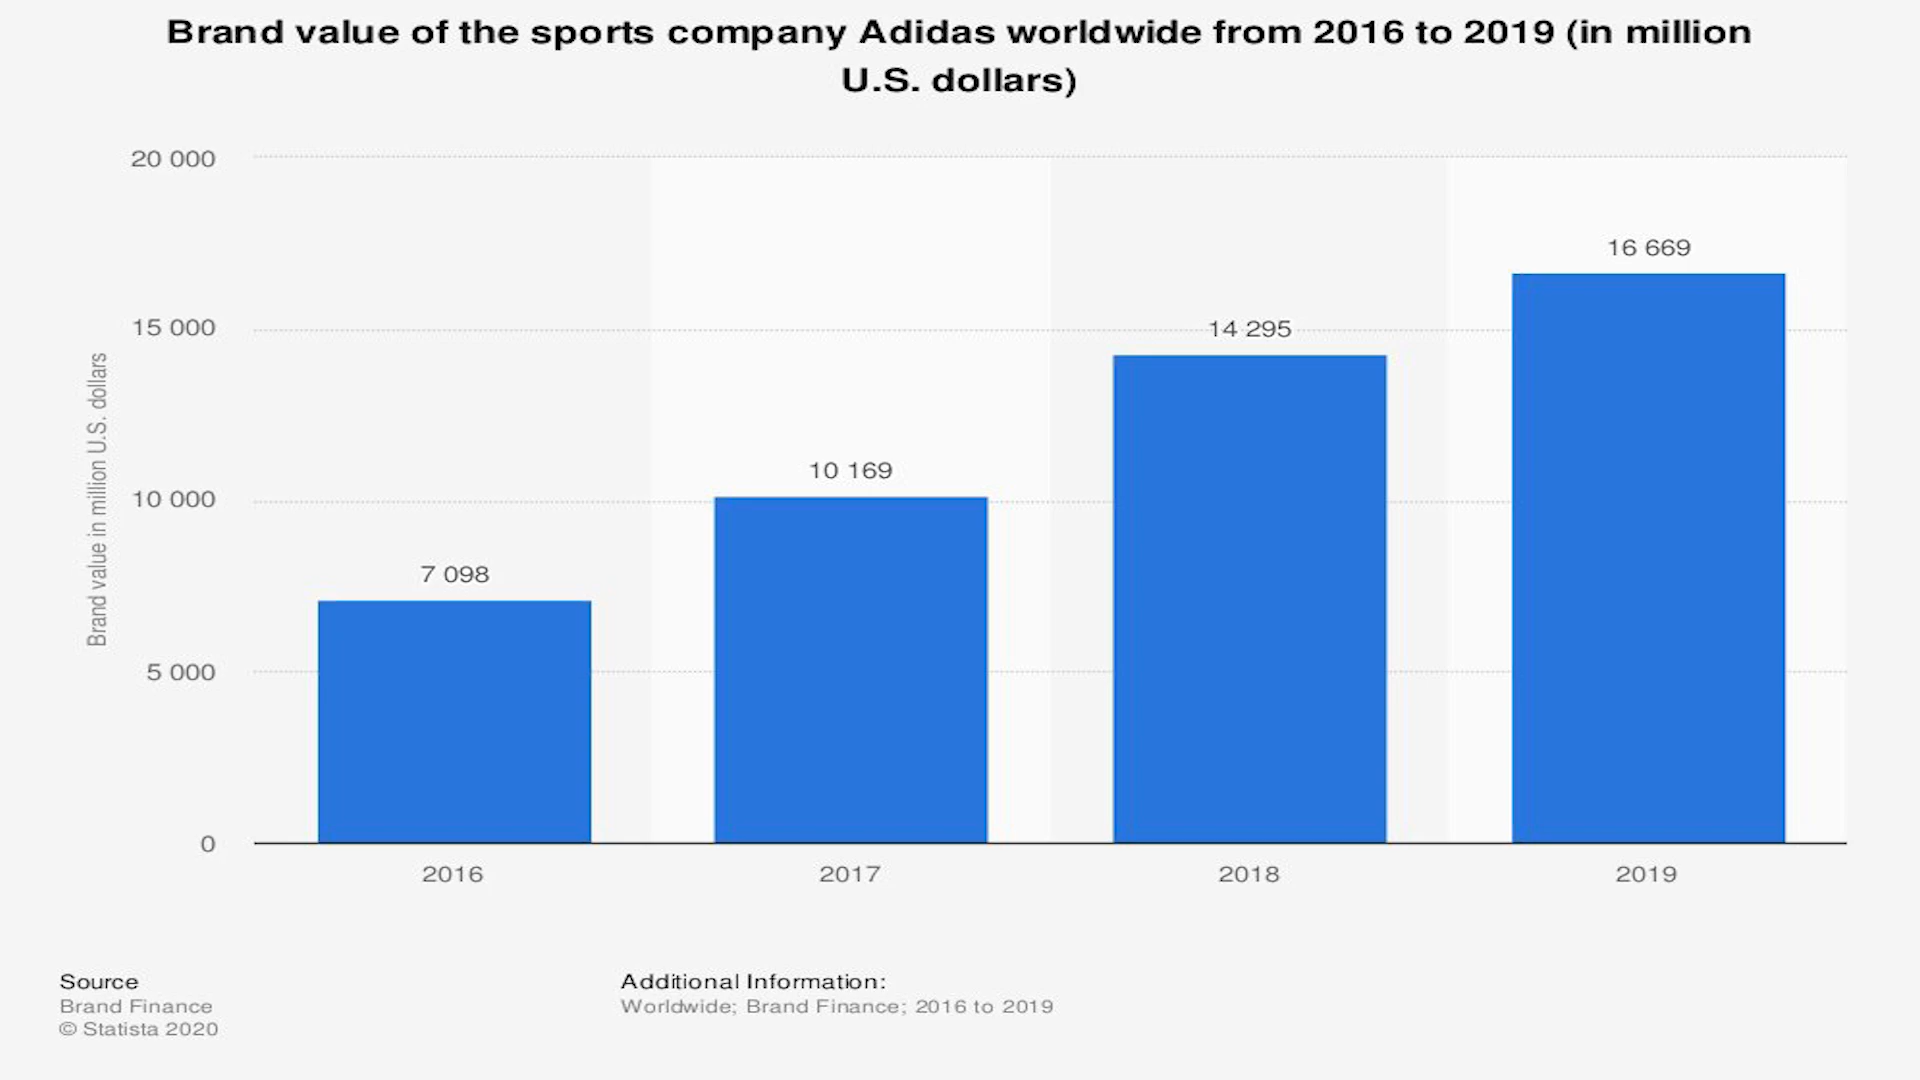 Brand value of the sports company Adidas worldwide from 2016 to 2019 (in million
U.S. dollars)
Brand value in million U.S. dollars
20 000
15 000
10 000
5 000
0
7 098
10 169
14 295
16 669
2016
2017
2018
2019
Source
Brand Finance
© Statista 2020
Additional Information:
Worldwide; Brand Finance; 2016 to 2019